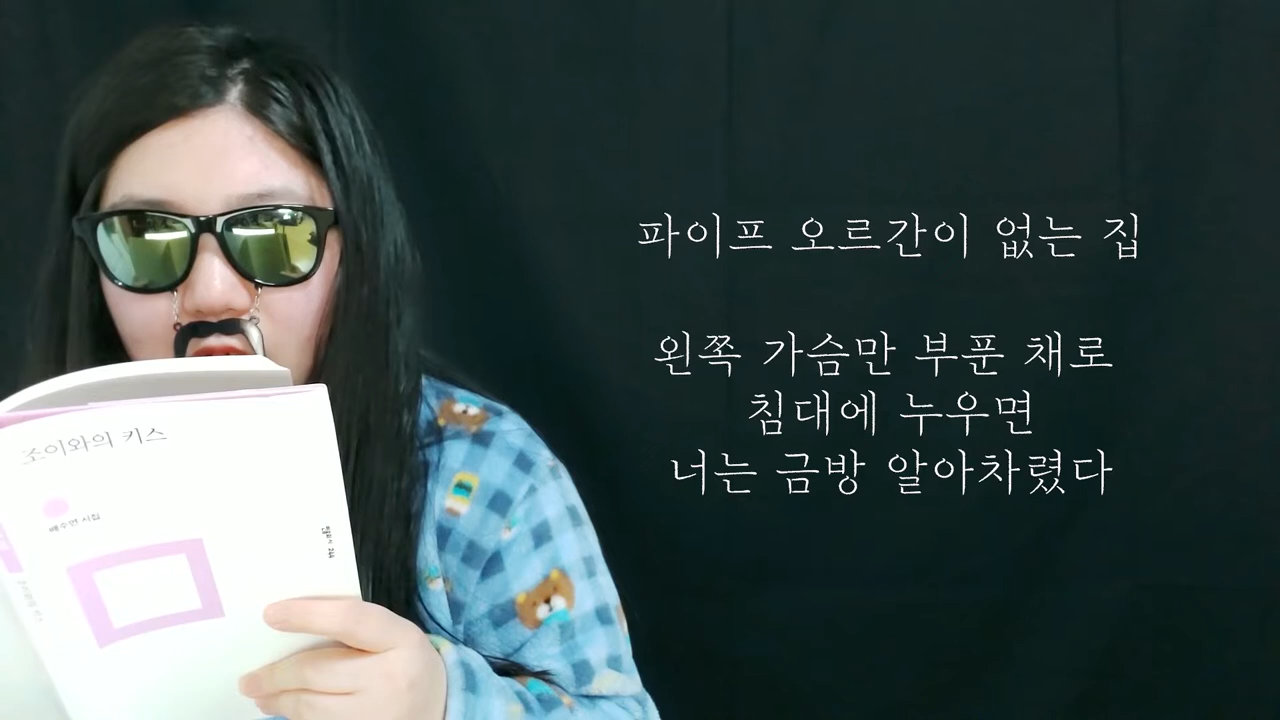 파이프 오르간이 없는 집
왼쪽 가슴만 부푼 채로
침대에 누우면
너는 금방 알아차렸다
조이와의 키스
배수연 시집